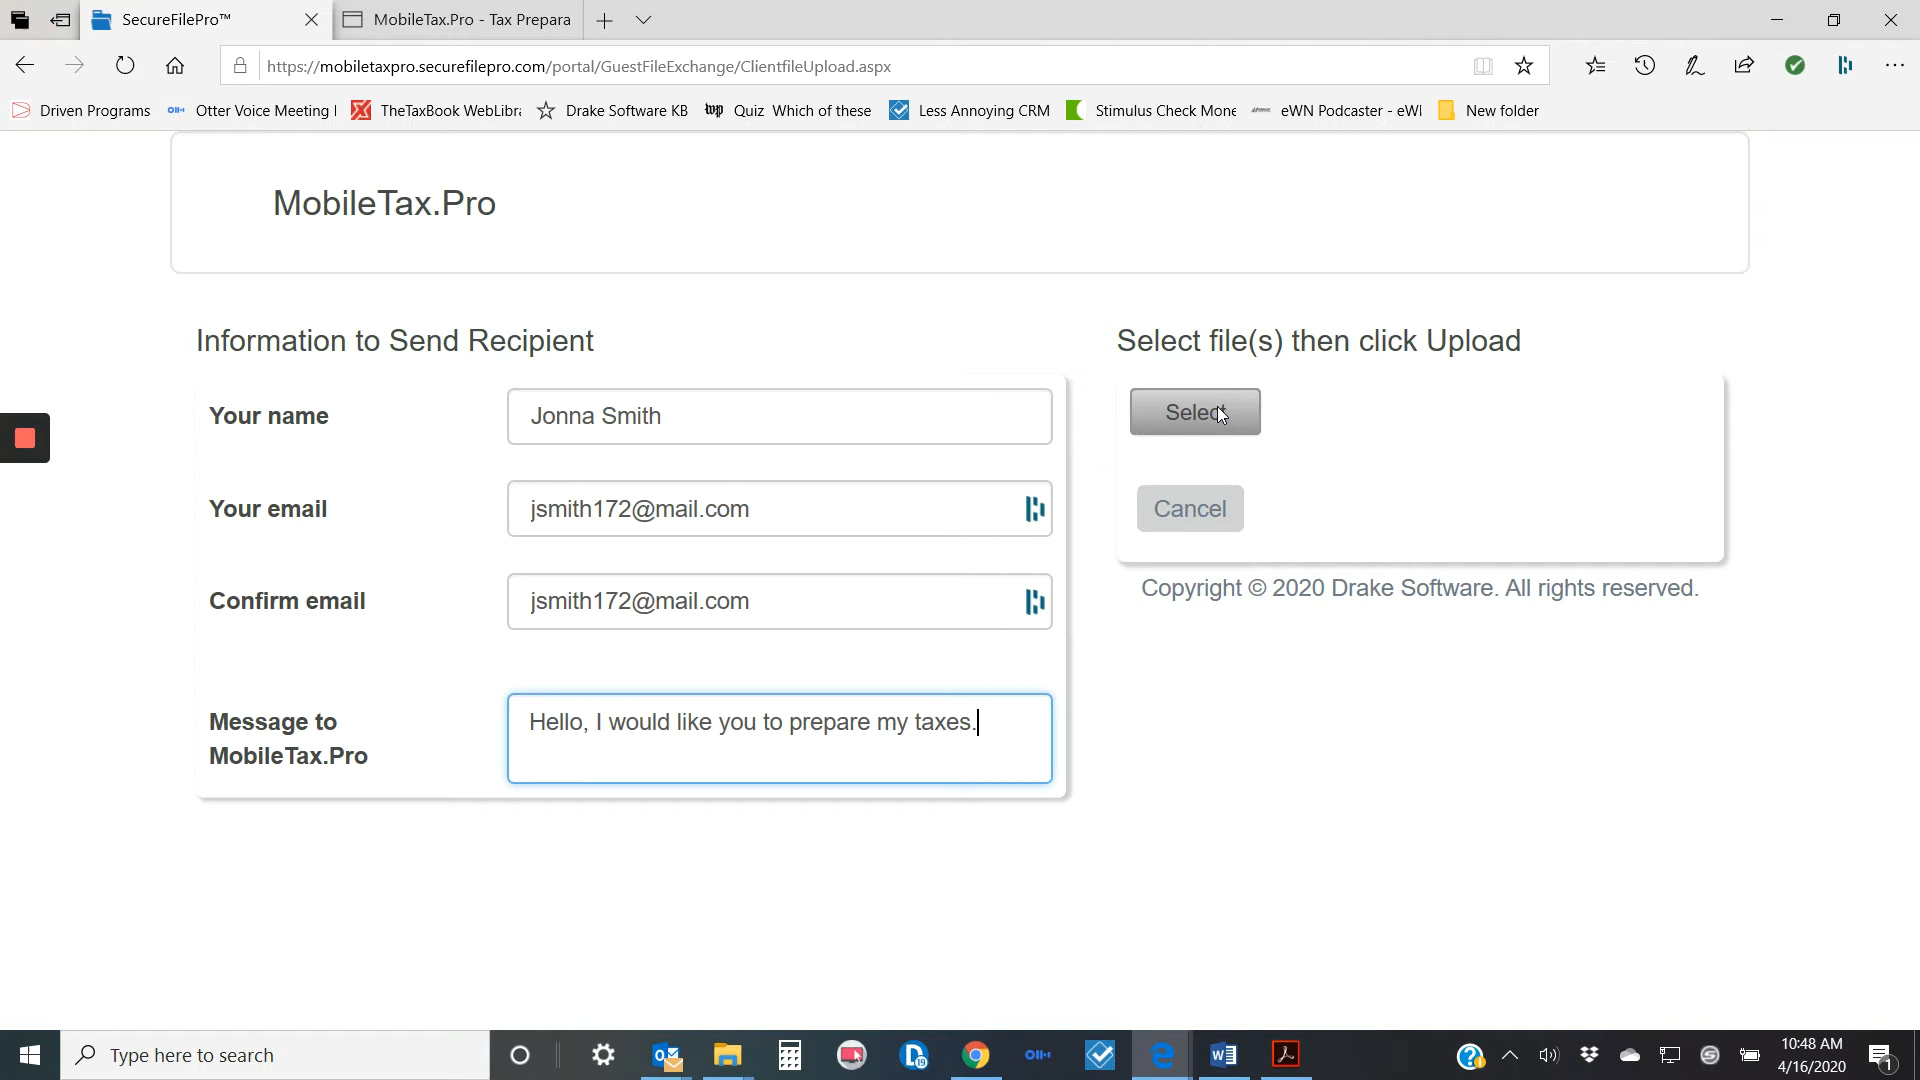 SecureFilePro™
MobileTax.Pro - Tax Prepara
https://mobiletaxpro.securefilepro.com/portal/GuestFileExchange/ClientfileUpload.aspx
Driven Programs
Otter Voice Meeting
TheTaxBook WebLibra
Drake Software KB
Quiz Which of these
Less Annoying CRM
Stimulus Check Mone
eWN Podcaster - eWI
New folder
MobileTax.Pro
Information to Send Recipient
Your name
Jonna Smith
Your email
jsmith172@mail.com
Confirm email
jsmith172@mail.com
Message to
MobileTax.Pro
Hello, I would like you to prepare my taxes.
Select file(s) then click Upload
Select
Cancel
Copyright © 2020 Drake Software. All rights reserved.
Type here to search
10:48 AM
4/16/2020
1